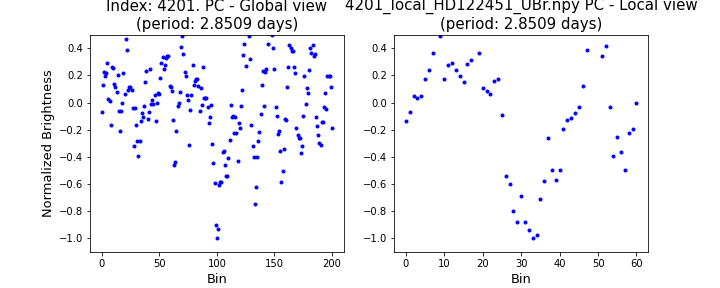 Index: 4201. PC - Global view
(period: 2.8509 days)
4201_local_HD122451_UBr.npy PC - Local view
(period: 2.8509 days)
Normalized Brightness
0.4
0.2
0.0
−0.2
−0.4
−0.6
−0.8
−1.0
0 50 100 150 200
Bin
0.4
0.2
0.0
−0.2
−0.4
−0.6
−0.8
−1.0
0 10 20 30 40 50 60
Bin